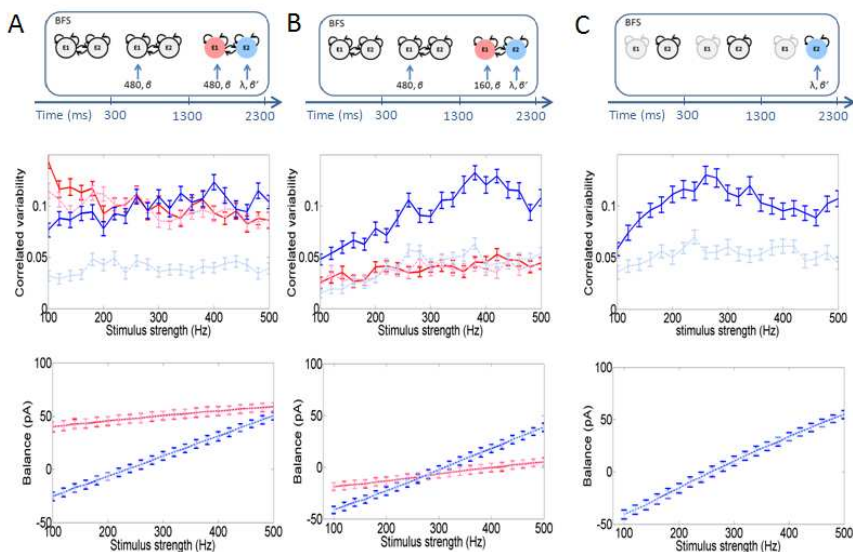 A
BFS
E1 E2 E1 E2 E1 E2
480, ϐ 480, ϐ λ, ϐ'
Time (ms) 300 1300 2300
B
BFS
E1 E2 E1 E2 E1 E2
480, ϐ 160, ϐ λ, ϐ'
Time (ms) 300 1300 2300
C
BFS
E1 E2 E1 E2 E1 E2
λ, ϐ'
Time (ms) 300 1300 2300
Correlated variability
0.1
0.05
0
100 200 300 400 500
Stimulus strength (Hz)
Correlated variability
0.1
0.05
0
100 200 300 400 500
Stimulus strength (Hz)
Correlated variability
0.1
0.05
0
100 200 300 400 500
stimulus strength (Hz)
Balance (pA)
100
50
0
-50
100 200 300 400 500
Stimulus strength (Hz)
Balance (pA)
100
50
0
-50
100 200 300 400 500
Stimulus strength (Hz)
Balance (pA)
100
50
0
-50
100 200 300 400 500
Stimulus strength (Hz)